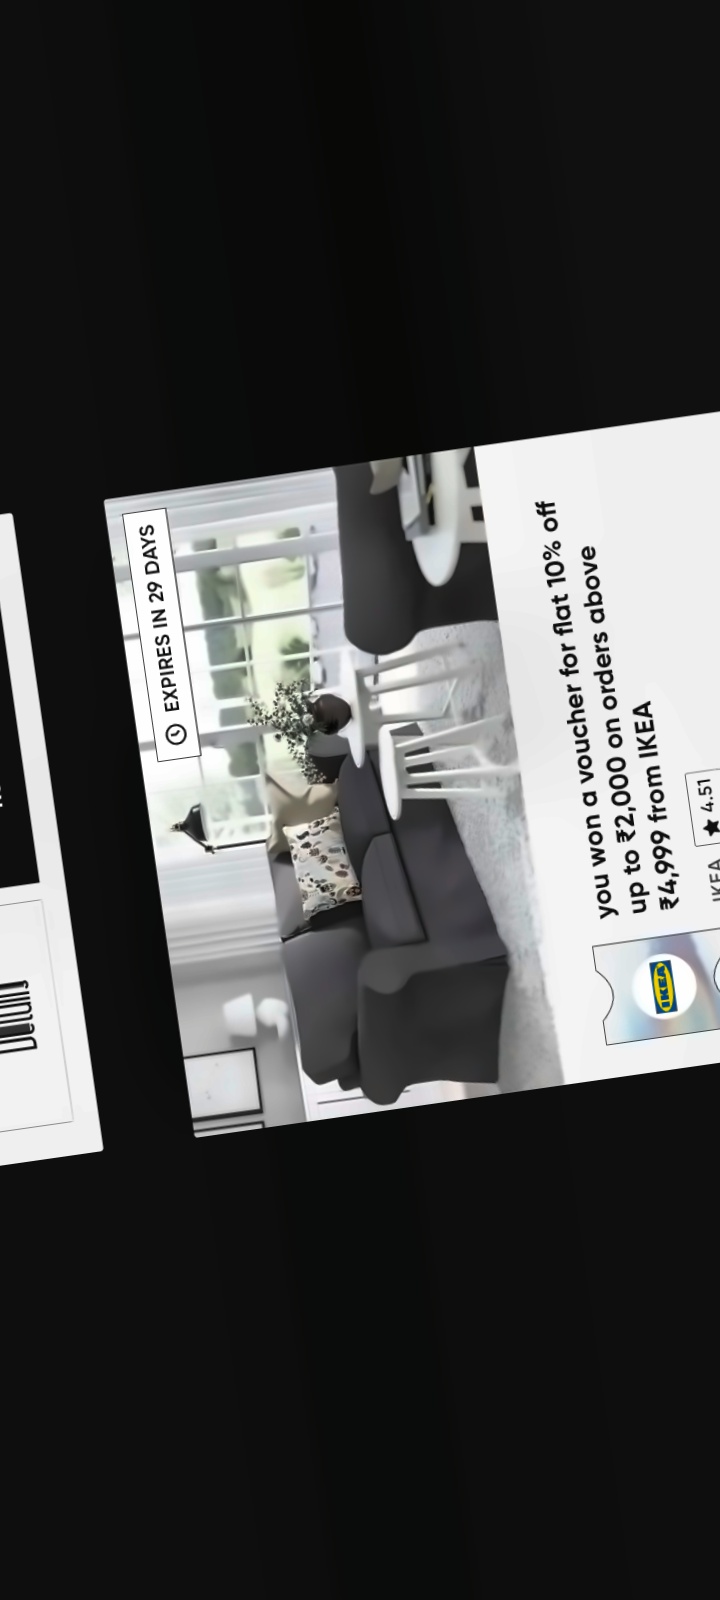 EXPIRES IN 29 DAYS
you won a voucher for flat 10% off
up to ₹2,000 on orders above
₹4,999 from IKEA
IKEA
4.51
IKEA
Details